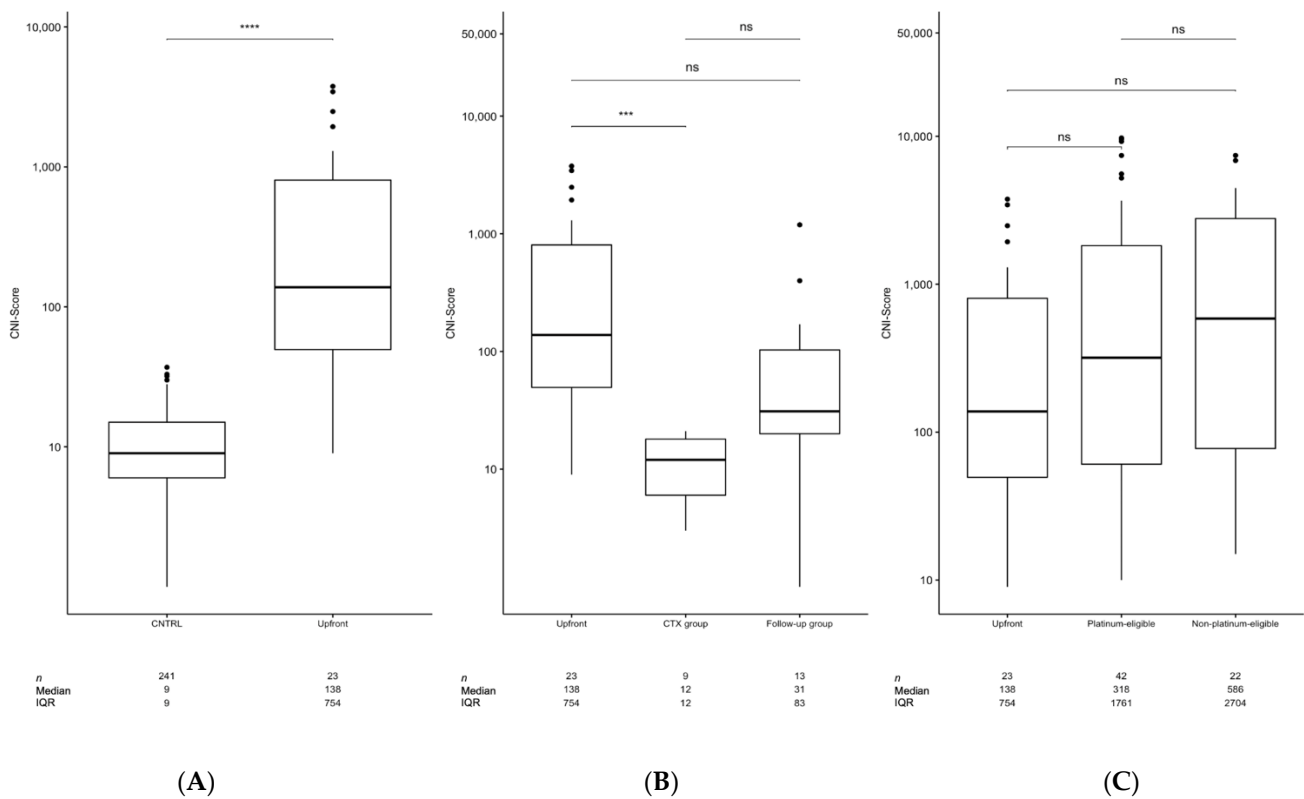 10,000
1,000
100
10
CNI-Score
****
CNTRL
Upfront
n 241 23
Median 9 138
IQR 9 754
(A)
50,000
10,000
1,000
100
10
CNI-Score
ns
ns
***
Upfront
CTX group
Follow-up group
n 23 9 13
Median 138 12 31
IQR 754 12 83
(B)
50,000
10,000
1,000
100
10
CNI-Score
ns
ns
ns
Upfront
Platinum-eligible
Non-platinum-eligible
n 23 42 22
Median 138 318 586
IQR 754 1761 2704
(C)